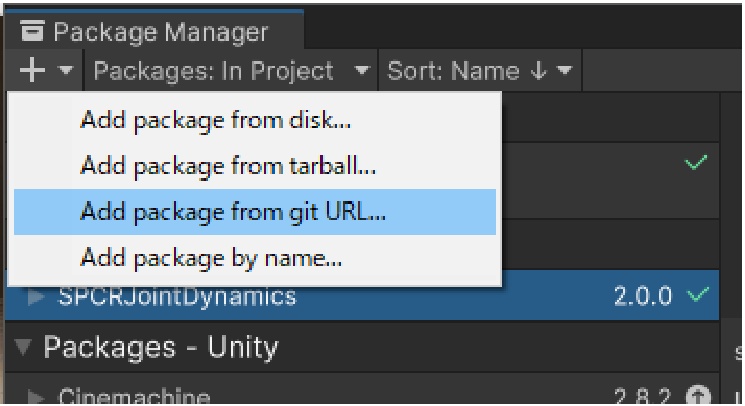 Package Manager
+ Packages: In Project Sort: Name ↓
Add package from disk...
Add package from tarball...
Add package from git URL...
Add package by name...
SPCRJointDynamics 2.0.0
Packages - Unity
Cinemachine 2.8.2